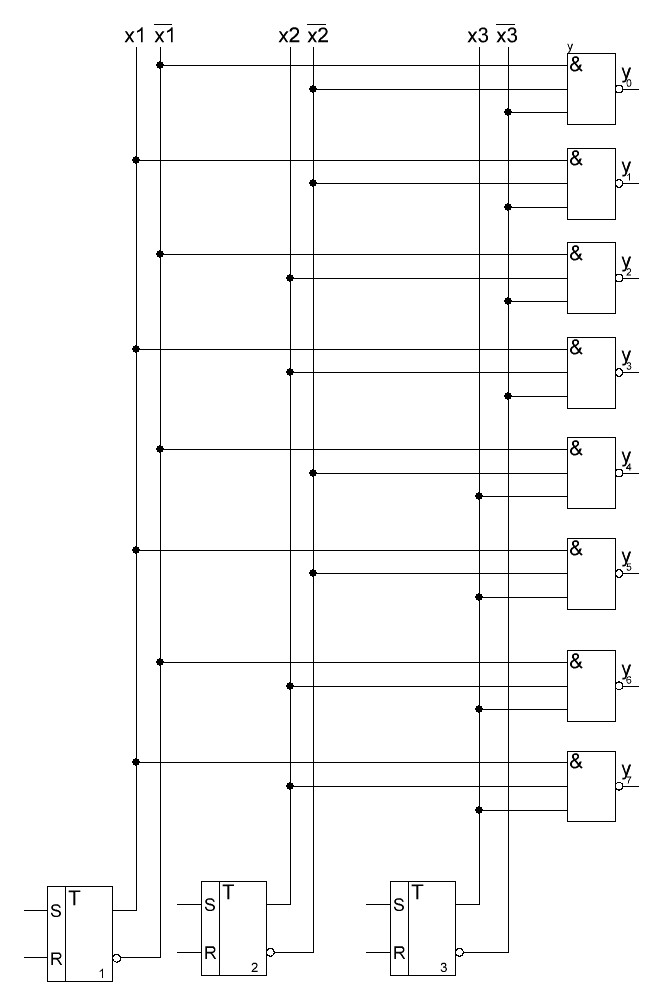 x1 x̅1̅ x2 x̅2̅ x3 x̅3̅
y
& y0
& y1
& y2
& y3
& y4
& y5
& y6
& y7
T T T
S S S
R R R
1 2 3